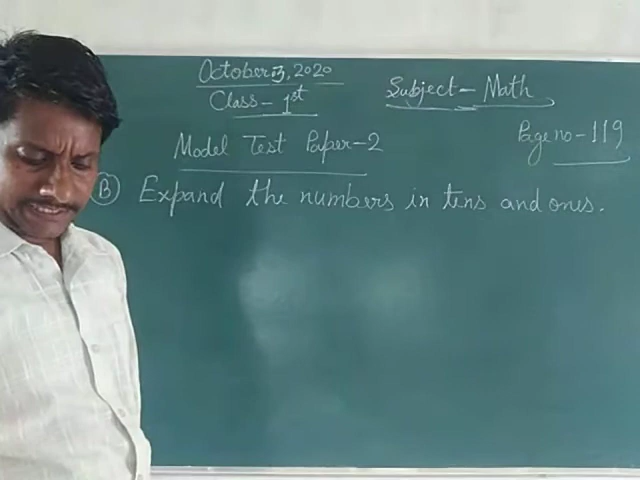 October 13, 2020
Class - 1st
Subject - Math
Model Test Paper - 2
Page no - 119
B Expand the numbers in tens and ones.